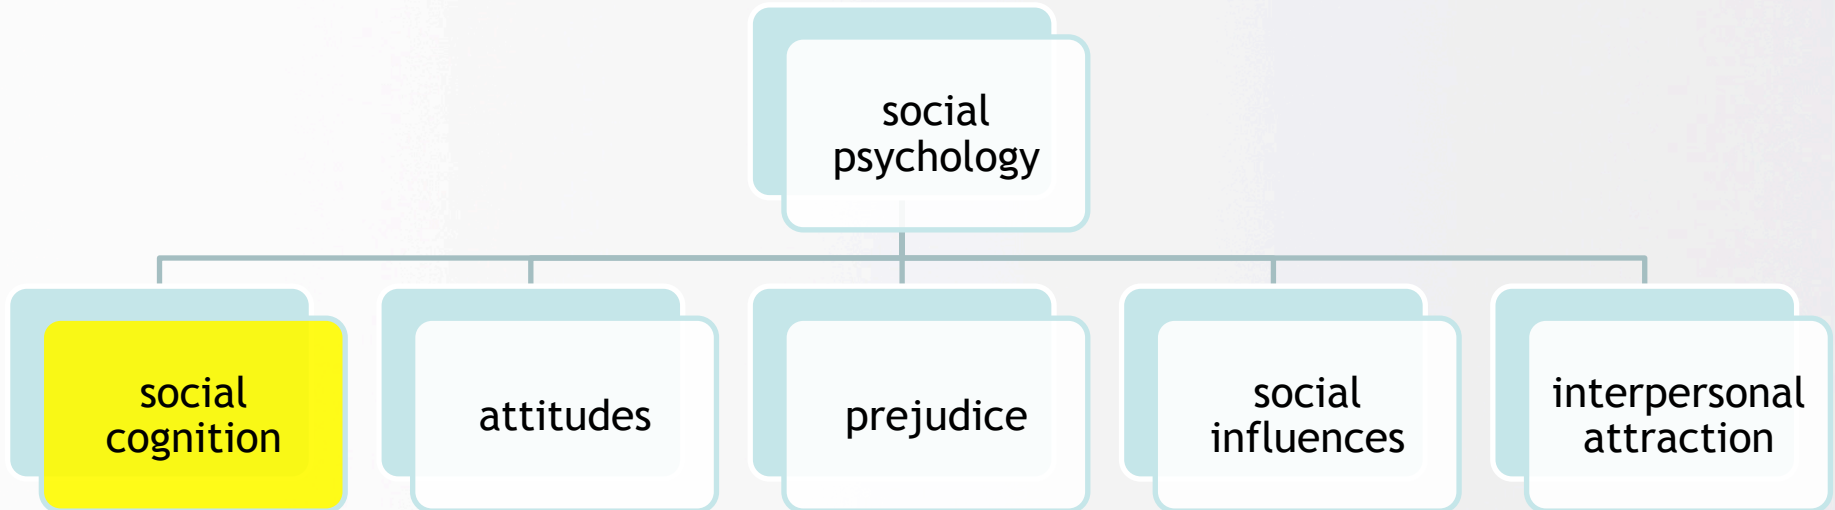 social
psychology
social
cognition
attitudes
prejudice
social
influences
interpersonal
attraction